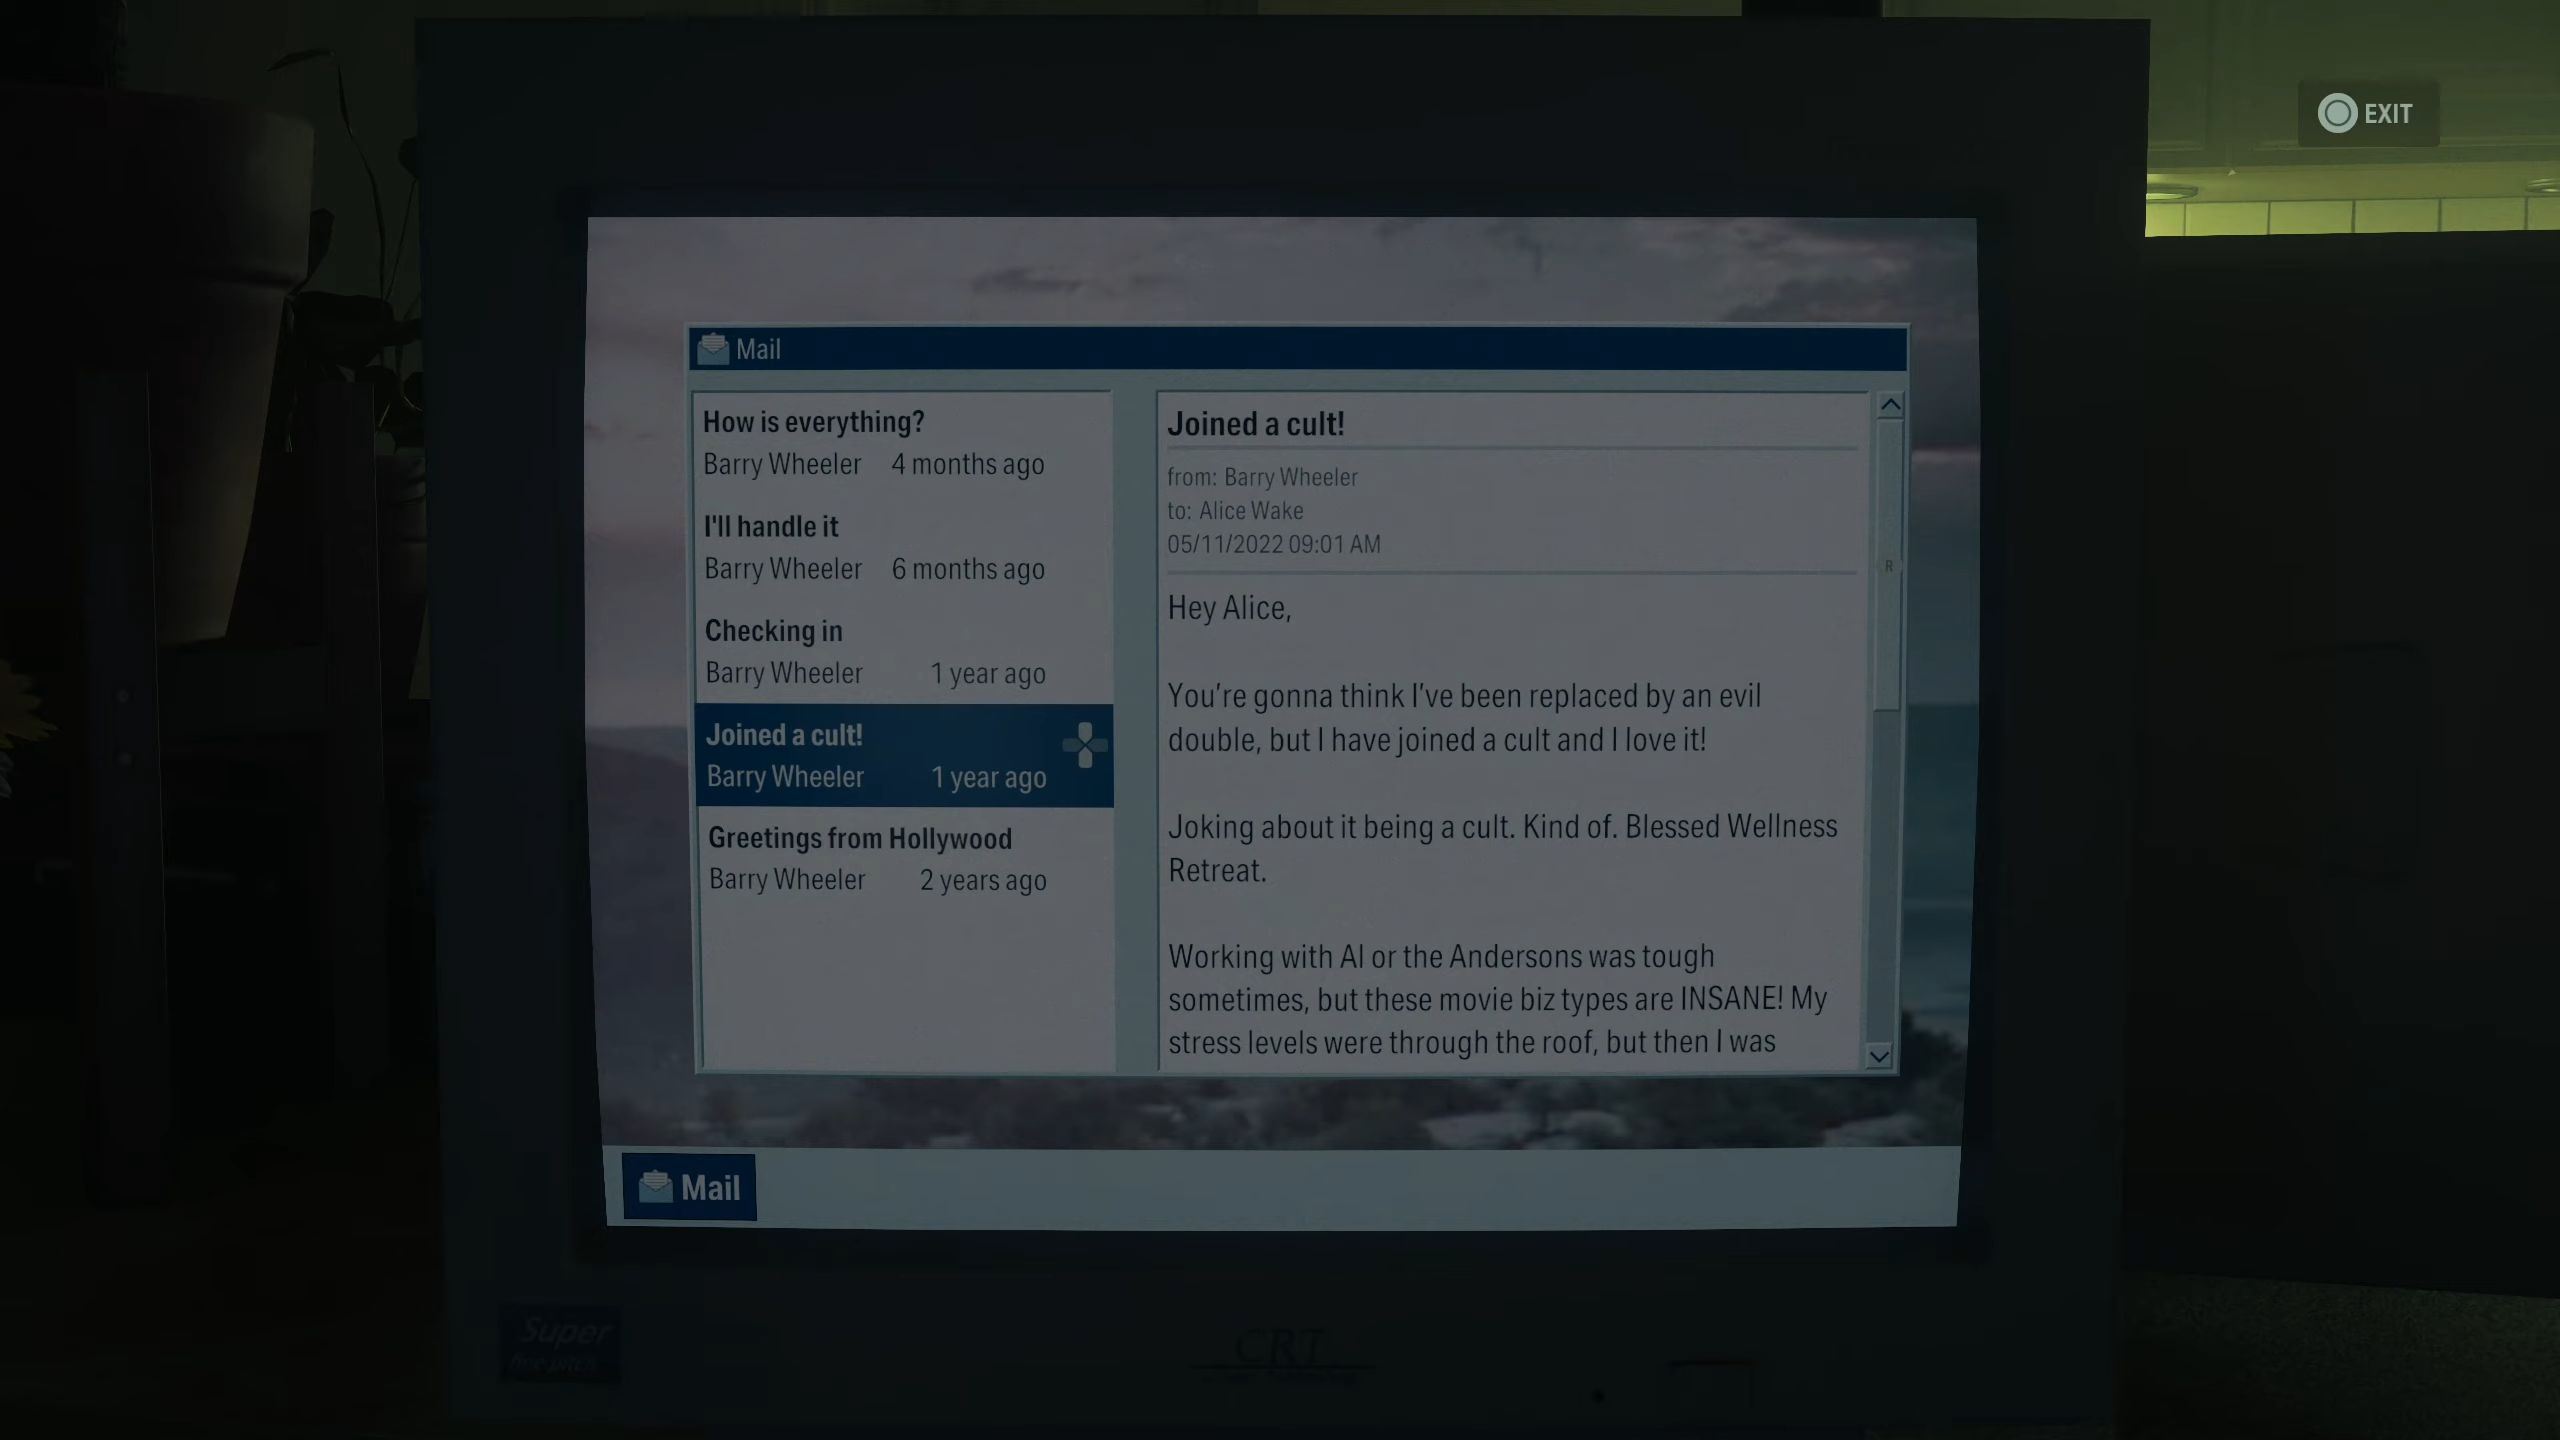 EXIT
Mail
How is everything?
Barry Wheeler 4 months ago
I'll handle it
Barry Wheeler 6 months ago
Checking in
Barry Wheeler 1 year ago
Joined a cult!
Barry Wheeler 1 year ago
Greetings from Hollywood
Barry Wheeler 2 years ago
Joined a cult!
from: Barry Wheeler
to: Alice Wake
05/11/2022 09:01 AM
R
Hey Alice,
You're gonna think I've been replaced by an evil
double, but I have joined a cult and I love it!
Joking about it being a cult. Kind of. Blessed Wellness
Retreat.
Working with Al or the Andersons was tough
sometimes, but these movie biz types are INSANE! My
stress levels were through the roof, but then I was
Mail
Super
fine pitch
CRT